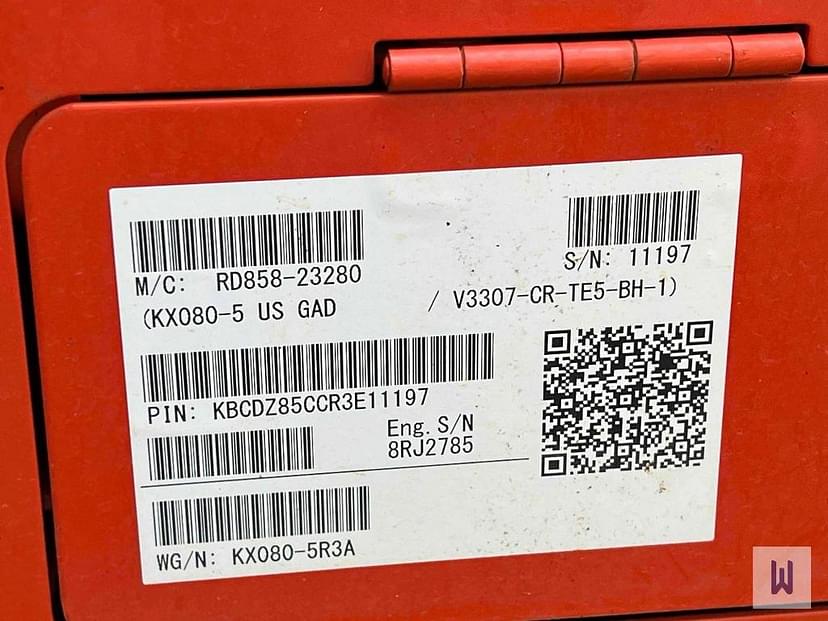 M/C: RD858-23280
S/N: 11197
(KX080-5 US GAD / V3307-CR-TE5-BH-1)
PIN: KBCDZ85CCR3E11197
Eng. S/N
8RJ2785
WG/N: KX080-5R3A
W